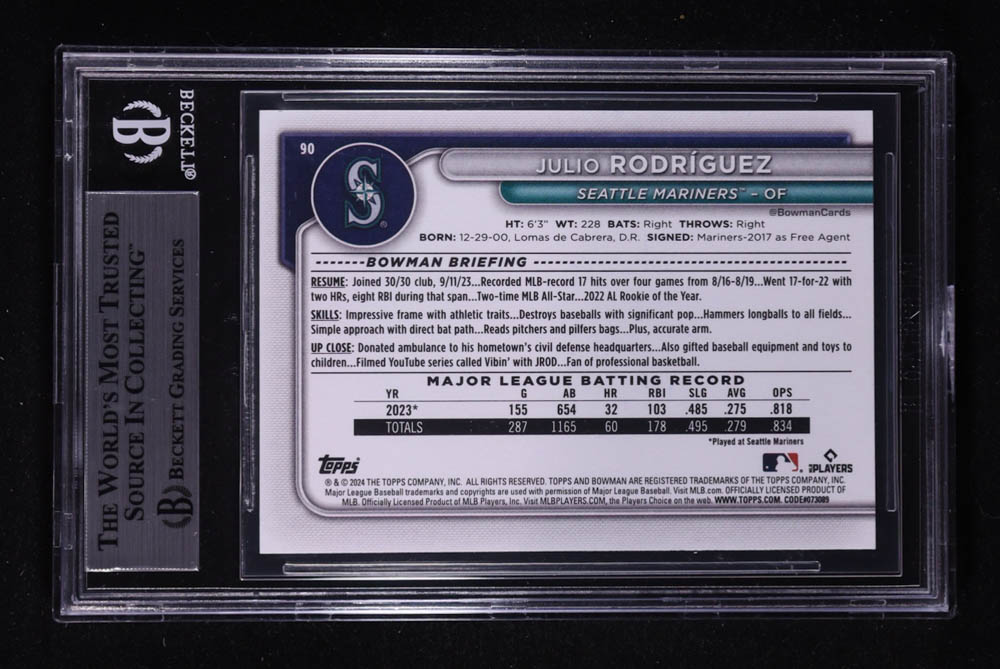 BECKETT®
THE WORLD'S MOST TRUSTED
SOURCE IN COLLECTING™
BECKETT GRADING SERVICES
90
JULIO RODRÍGUEZ
SEATTLE MARINERS™ – OF
@BowmanCards
HT: 6'3" WT: 228 BATS: Right THROWS: Right
BORN: 12-29-00, Lomas de Cabrera, D.R. SIGNED: Mariners-2017 as Free Agent
BOWMAN BRIEFING
RESUME: Joined 30/30 club, 9/11/23...Recorded MLB-record 17 hits over four games from 8/16-8/19...Went 17-for-22 with
two HRs, eight RBI during that span...Two-time MLB All-Star...2022 AL Rookie of the Year.
SKILLS: Impressive frame with athletic traits...Destroys baseballs with significant pop...Hammers longballs to all fields...
Simple approach with direct bat path...Reads pitchers and pilfers bags...Plus, accurate arm.
UP CLOSE: Donated ambulance to his hometown's civil defense headquarters...Also gifted baseball equipment and toys to
children...Filmed YouTube series called Vibin' with JROD...Fan of professional basketball.
MAJOR LEAGUE BATTING RECORD
YR G AB HR RBI SLG AVG OPS
2023* 155 654 32 103 .485 .275 .818
TOTALS 287 1165 60 178 .495 .279 .834
*Played at Seattle Mariners
Topps
PLAYERS
® & © 2024 THE TOPPS COMPANY, INC. ALL RIGHTS RESERVED. TOPPS AND BOWMAN ARE REGISTERED TRADEMARKS OF THE TOPPS COMPANY, INC.
Major League Baseball trademarks and copyrights are used with permission of Major League Baseball. Visit MLB.com. OFFICIALLY LICENSED PRODUCT OF
MLB. Officially Licensed Product of MLB Players, Inc. Visit MLBPLAYERS.COM, the Players Choice on the web. WWW.TOPPS.COM. CODE#073089